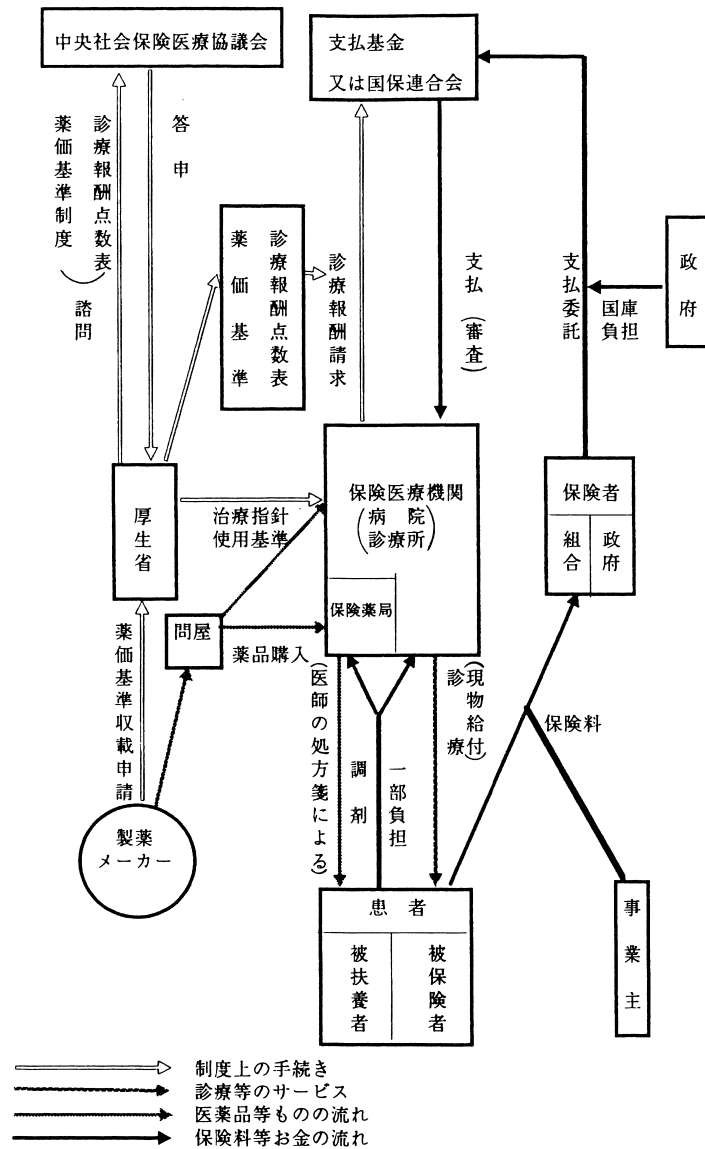 中央社会保険医療協議会
支払基金
又は国保連合会
診療報酬点数表
薬価基準制度
)諮問
答申
診療報酬点数表
薬価基準
診療報酬請求
支払(審査)
支払委託
国庫
負担
政府
厚生省
治療指針
使用基準
保険医療機関
(病院
診療所)
保険薬局
保険者
組合
政府
問屋
薬品購入
薬価基準収載申請
製薬
メーカー
(医師の処方箋による)
調剤
一部負担
(現物給付)
診療
保険料
患者
被扶養者
被保険者
事業主
制度上の手続き
診療等のサービス
医薬品等ものの流れ
保険料等お金の流れ